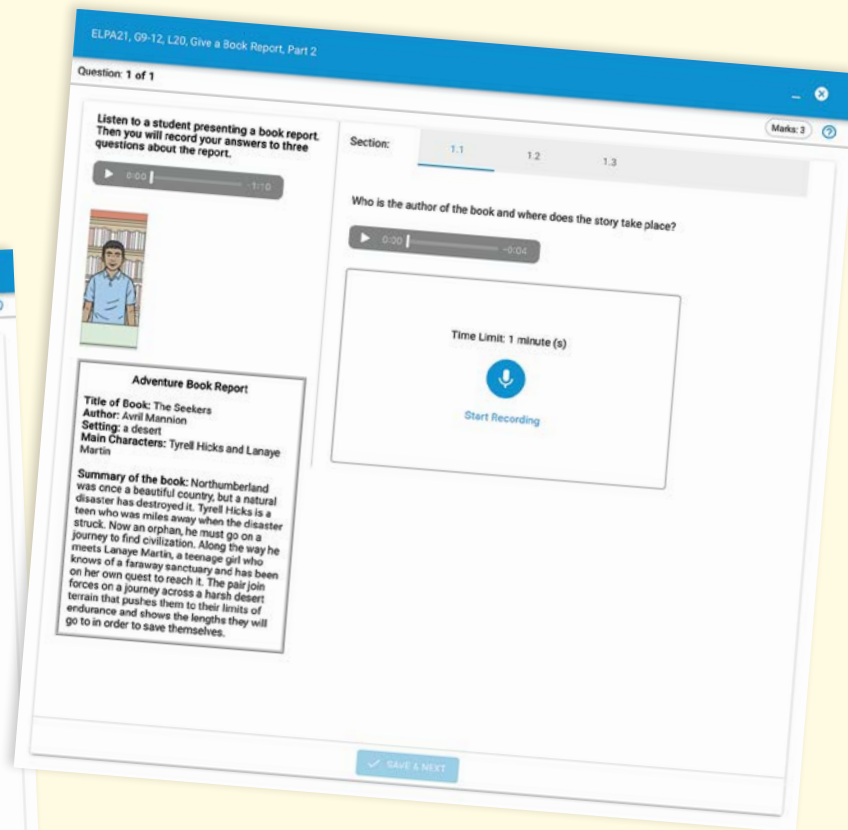 ELPA21, G9-12, L20, Give a Book Report, Part 2
Question: 1 of 1
Marks: 3
Listen to a student presenting a book report.
Then you will record your answers to three
questions about the report.
0:00
-1:10
Adventure Book Report
Title of Book: The Seekers
Author: Avril Mannion
Setting: a desert
Main Characters: Tyrell Hicks and Lanaye
Martin
Summary of the book: Northumberland
was once a beautiful country, but a natural
disaster has destroyed it. Tyrell Hicks is a
teen who was miles away when the disaster
struck. Now an orphan, he must go on a
journey to find civilization. Along the way he
meets Lanaye Martin, a teenage girl who
knows of a faraway sanctuary and has been
on her own quest to reach it. The pair join
forces on a journey across a harsh desert
terrain that pushes them to their limits of
endurance and shows the lengths they will
go to in order to save themselves.
Section:
1.1
1.2
1.3
Who is the author of the book and where does the story take place?
0:00
-0:04
Time Limit: 1 minute (s)
Start Recording
SAVE & NEXT